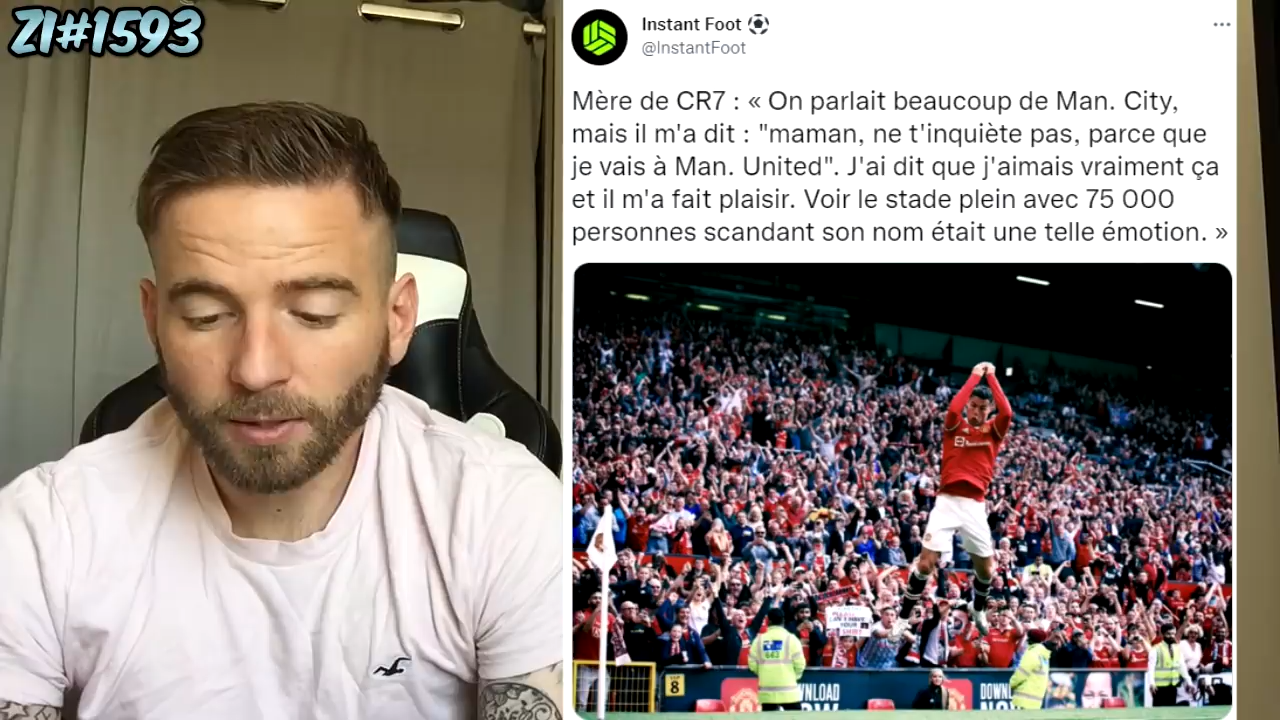 ZI#1593
Instant Foot
@InstantFoot
Mère de CR7 : « On parlait beaucoup de Man. City,
mais il m'a dit : "maman, ne t'inquiète pas, parce que
je vais à Man. United". J'ai dit que j'aimais vraiment ça
et il m'a fait plaisir. Voir le stade plein avec 75 000
personnes scandant son nom était une telle émotion. »
8